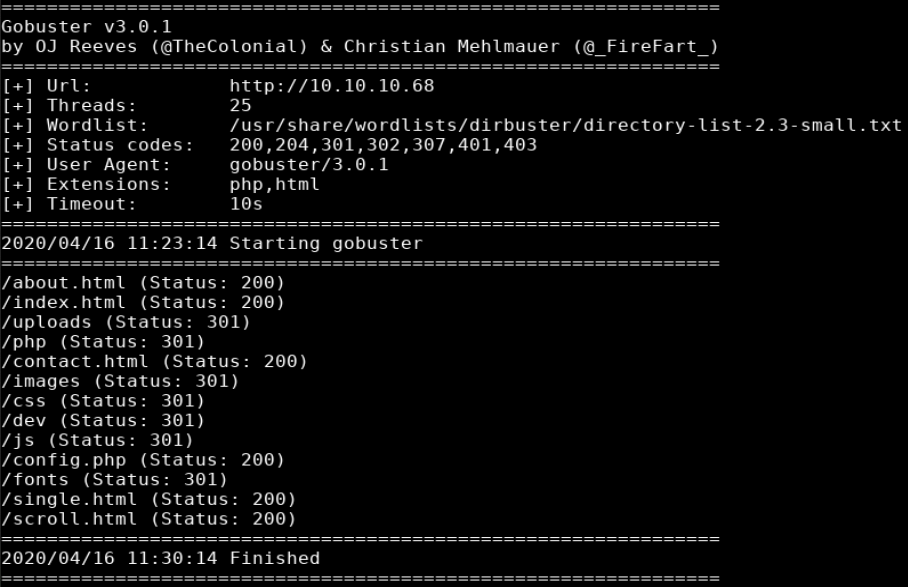 ===============================================================
Gobuster v3.0.1
by OJ Reeves (@TheColonial) & Christian Mehlmauer (@_FireFart_)
===============================================================
[+] Url:            http://10.10.10.68
[+] Threads:        25
[+] Wordlist:       /usr/share/wordlists/dirbuster/directory-list-2.3-small.txt
[+] Status codes:   200,204,301,302,307,401,403
[+] User Agent:     gobuster/3.0.1
[+] Extensions:     php,html
[+] Timeout:        10s
===============================================================
2020/04/16 11:23:14 Starting gobuster
===============================================================
/about.html (Status: 200)
/index.html (Status: 200)
/uploads (Status: 301)
/php (Status: 301)
/contact.html (Status: 200)
/images (Status: 301)
/css (Status: 301)
/dev (Status: 301)
/js (Status: 301)
/config.php (Status: 200)
/fonts (Status: 301)
/single.html (Status: 200)
/scroll.html (Status: 200)
===============================================================
2020/04/16 11:30:14 Finished
===============================================================